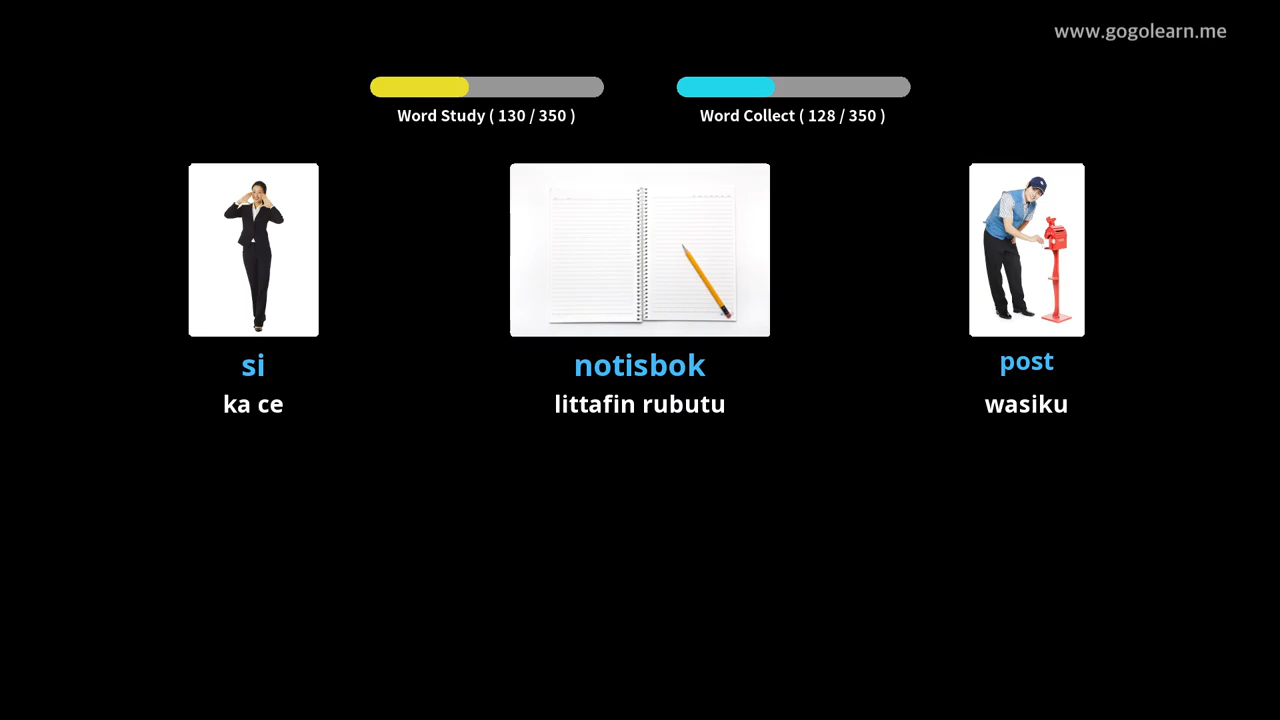 www.gogolearn.me
Word Study ( 130 / 350 )
Word Collect ( 128 / 350 )
si
notisbok
post
ka ce
littafin rubutu
wasiku